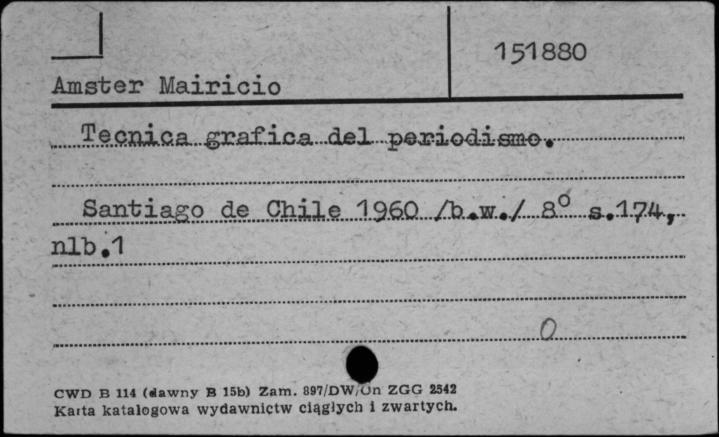 151880
Amster Mairicio
Tecnica grafica del periodismo.
Santiago de Chile 1960 /b.w./ 8° s.174,
nlb.1
0
CWD B 114 (dawny B 15b) Zam. 897/DW/On ZGG 2542
Karta katalogowa wydawnictw ciągłych i zwartych.